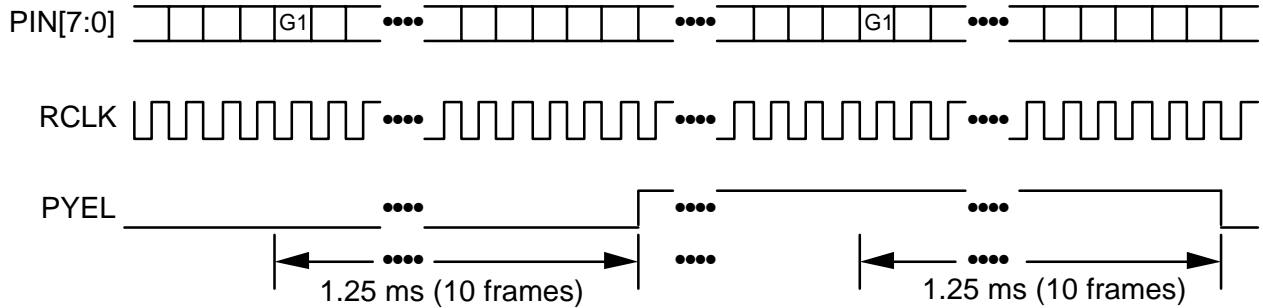 PIN[7:0] G1 G1
RCLK
PYEL
1.25 ms (10 frames) 1.25 ms (10 frames)